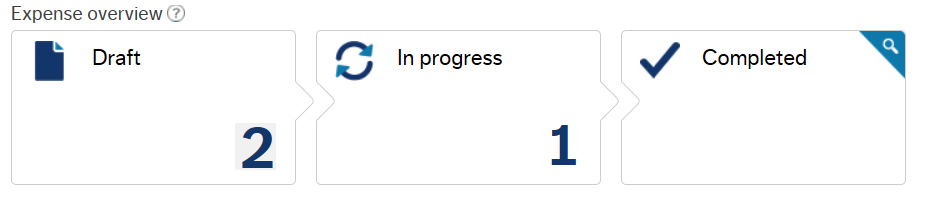 Expense overview ?
Draft
2
In progress
1
Completed